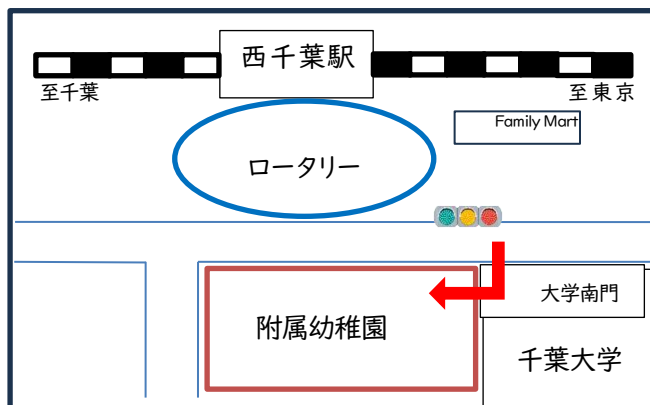 西千葉駅
至千葉
至東京
Family Mart
ロータリー
大学南門
附属幼稚園
千葉大学